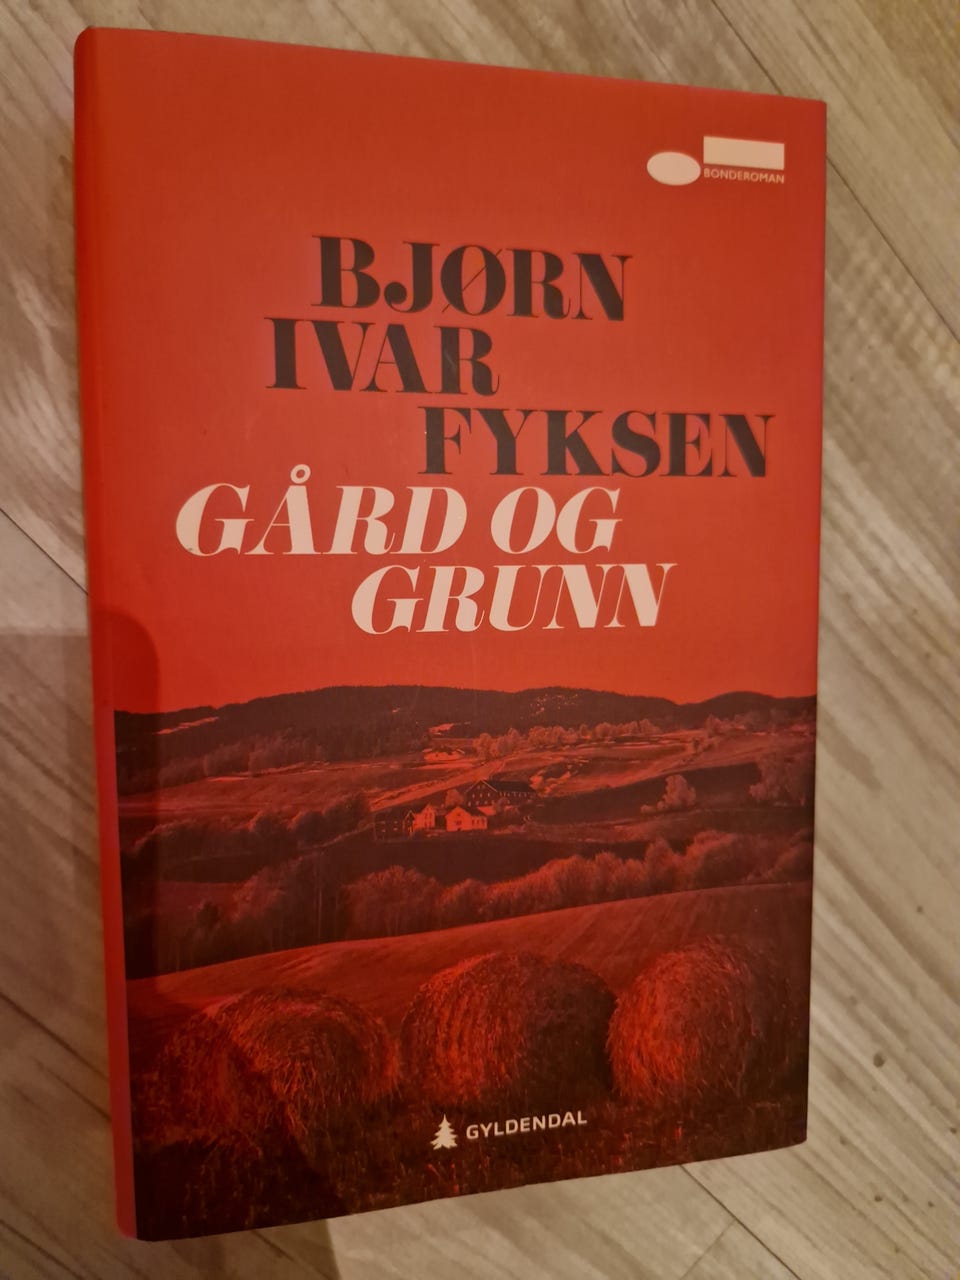 BONDEROMAN
BJØRN
IVAR
FYKSEN
GÅRD OG
GRUNN
GYLDENDAL